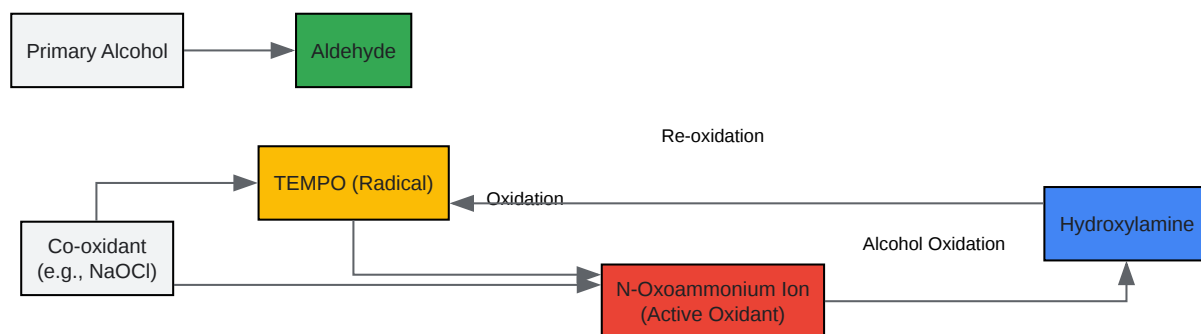 Primary Alcohol
Aldehyde
Re-oxidation
TEMPO (Radical)
Oxidation
Hydroxylamine
Co-oxidant
(e.g., NaOCl)
Alcohol Oxidation
N-Oxoammonium Ion
(Active Oxidant)